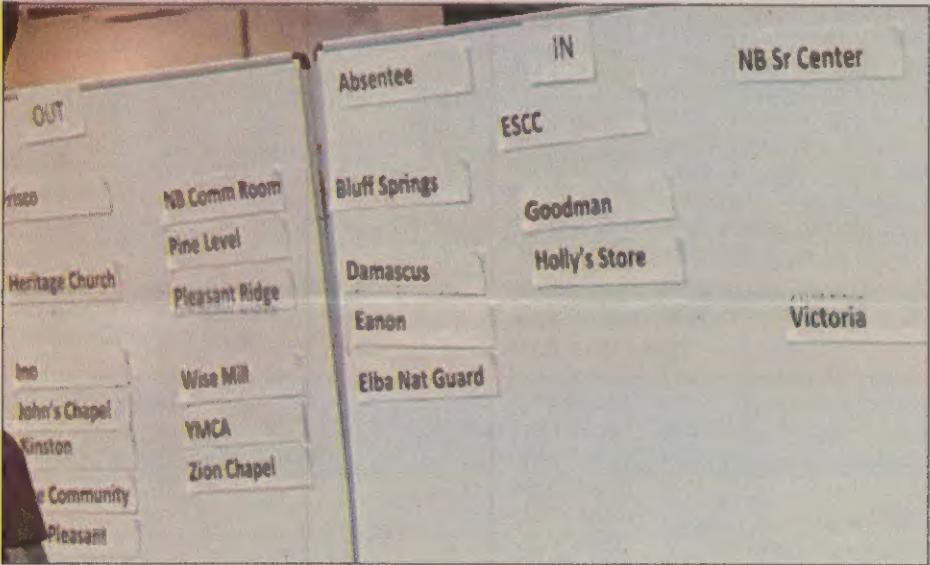 OUT
NB Comm Room
Pine Level
Heritage Church
Pleasant Ridge
Ino
Wise Mill
John's Chapel
YMCA
Kinston
Zion Chapel
Community
Pleasant
IN
Absentee
NB Sr Center
ESCC
Bluff Springs
Goodman
Damascus
Holly's Store
Eanon
Victoria
Elba Nat Guard